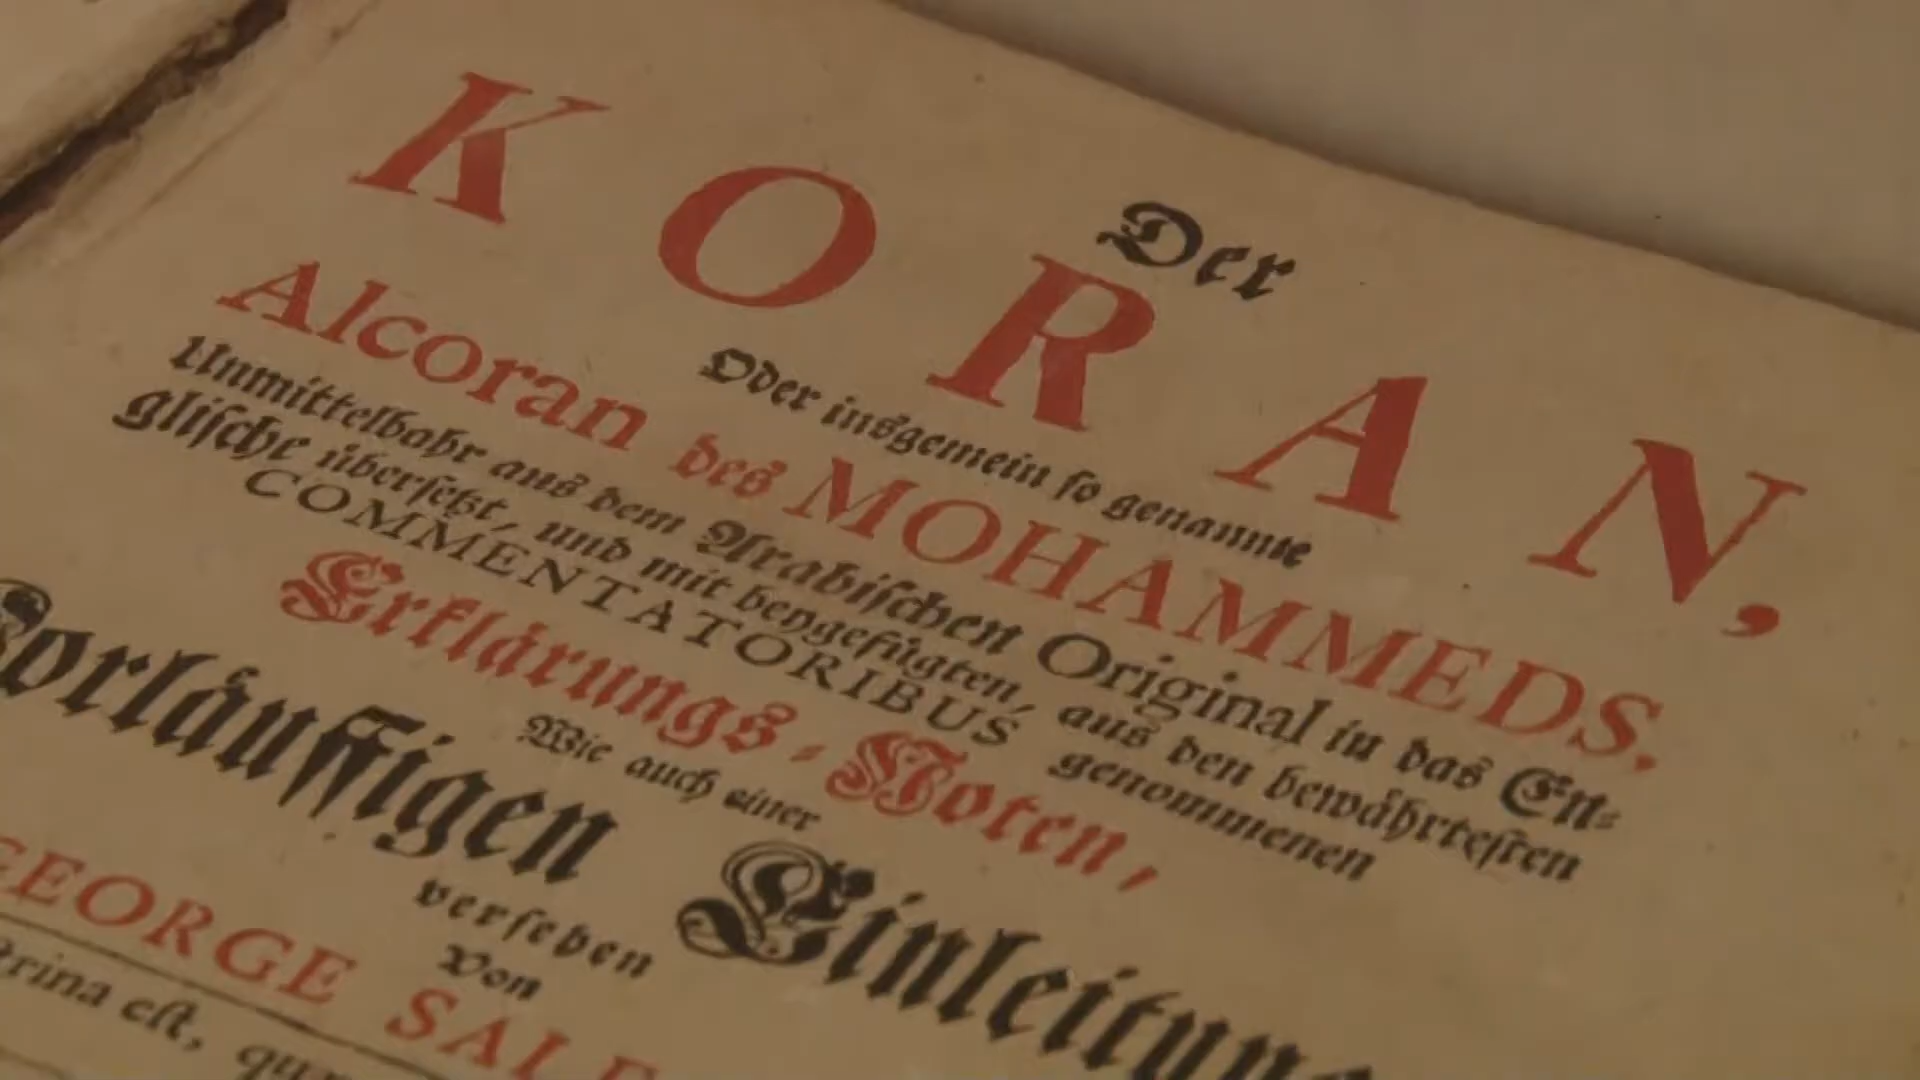 Der
KORAN,
Oder insgemein so genannte
Alcoran des MOHAMMEDS.
Unmittelbahr aus dem Arabischen Original in das En-
glische übersetzt, und mit beygefügten, aus den bewährtesten
COMMENTATORIBUS genommenen
Erklärungs-Noten,
Wie auch einer
Vorläuffigen Einleitung
versehen
Von
GEORGE SALE
est,